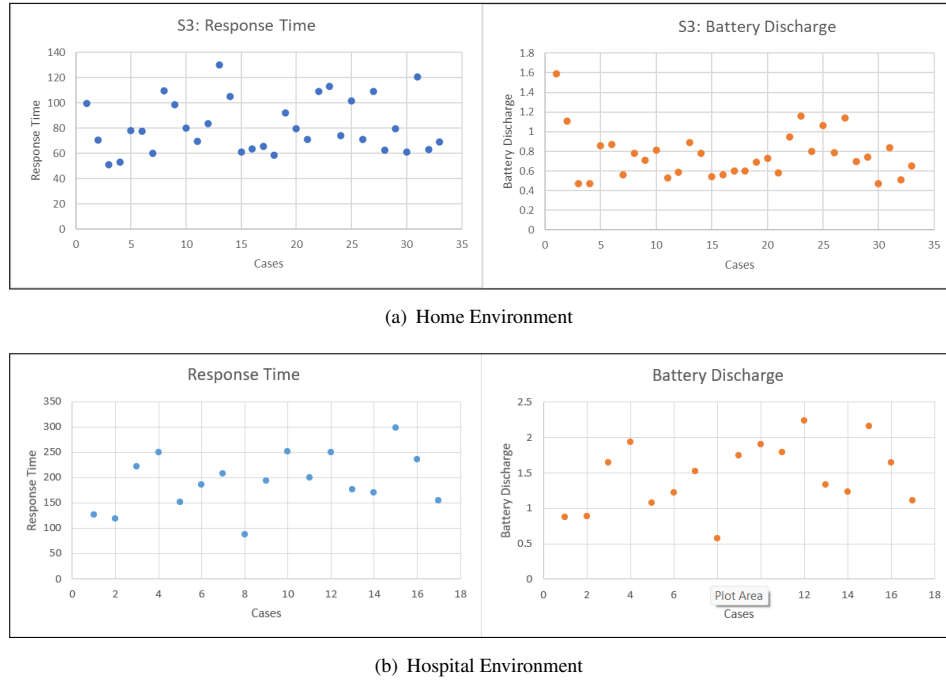 S3: Response Time
140
120
100
80
60
40
20
0
Response Time
0 5 10 15 20 25 30 35
Cases
S3: Battery Discharge
1.8
1.6
1.4
1.2
1
0.8
0.6
0.4
0.2
0
Battery Discharge
0 5 10 15 20 25 30 35
Cases
(a) Home Environment
Response Time
350
300
250
200
150
100
50
0
Response Time
0 2 4 6 8 10 12 14 16 18
Cases
Battery Discharge
2.5
2
1.5
1
0.5
0
Battery Discharge
0 2 4 6 12 14 16 18
Plot Area
Cases
(b) Hospital Environment